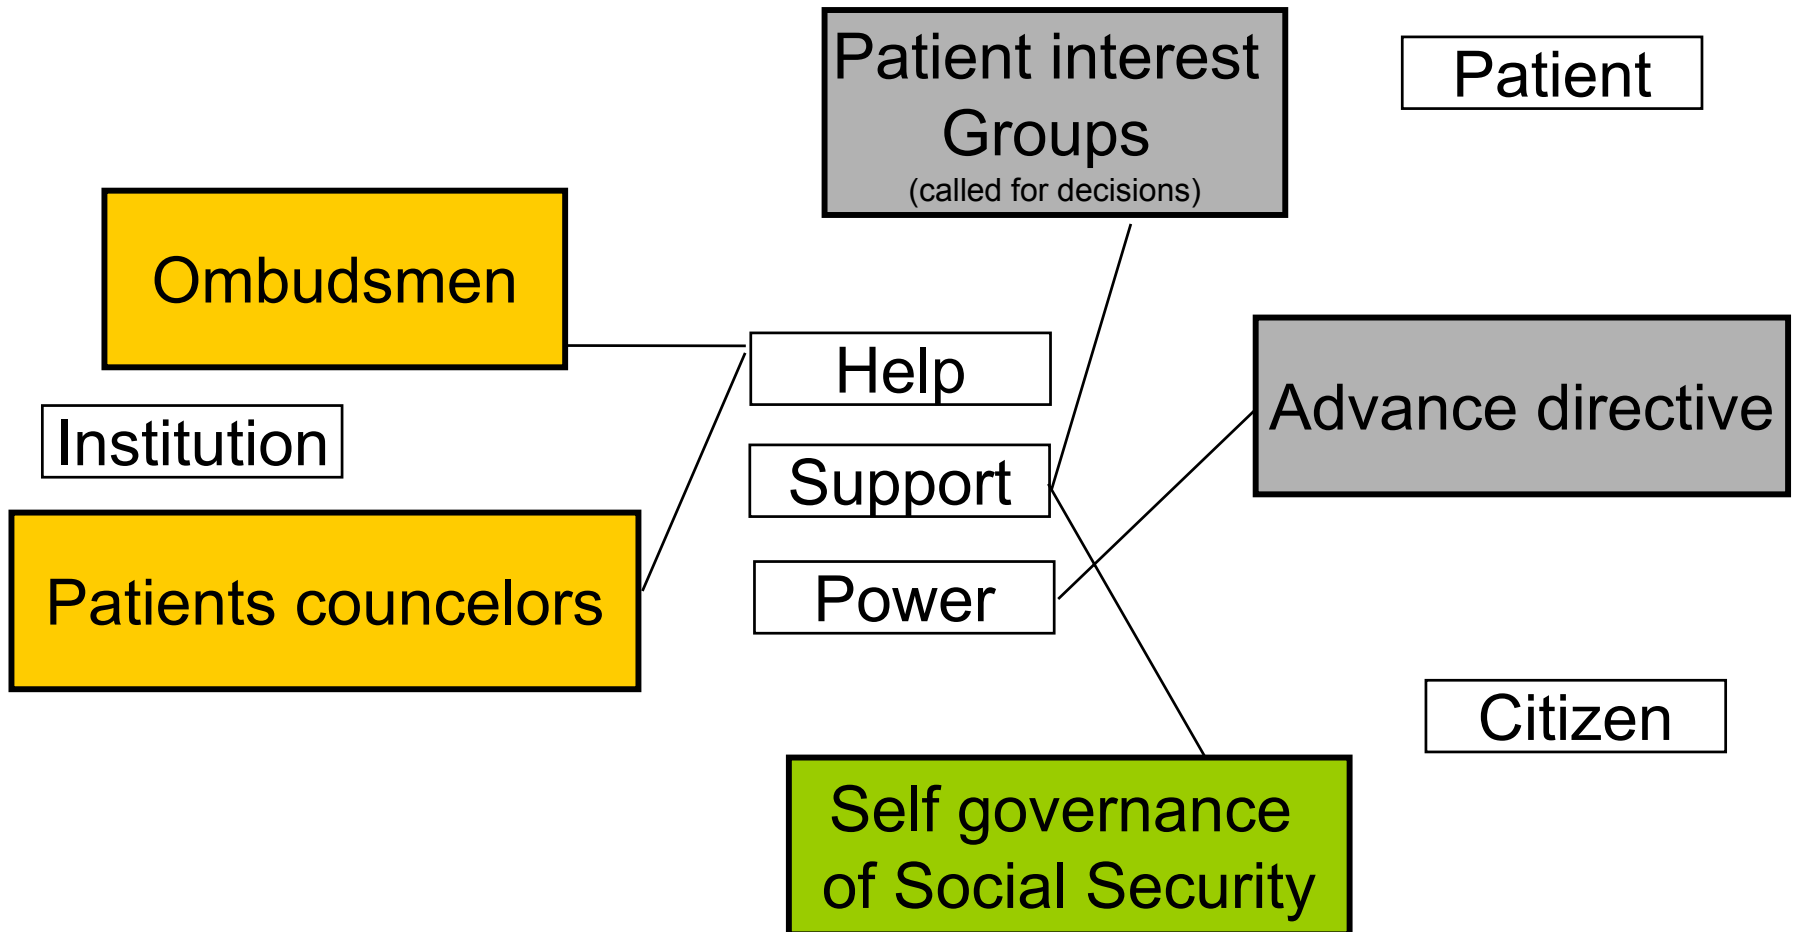 Patient interest
Groups
(called for decisions)
Patient
Ombudsmen
Help
Advance directive
Institution
Support
Patients councelors
Power
Citizen
Self governance
of Social Security